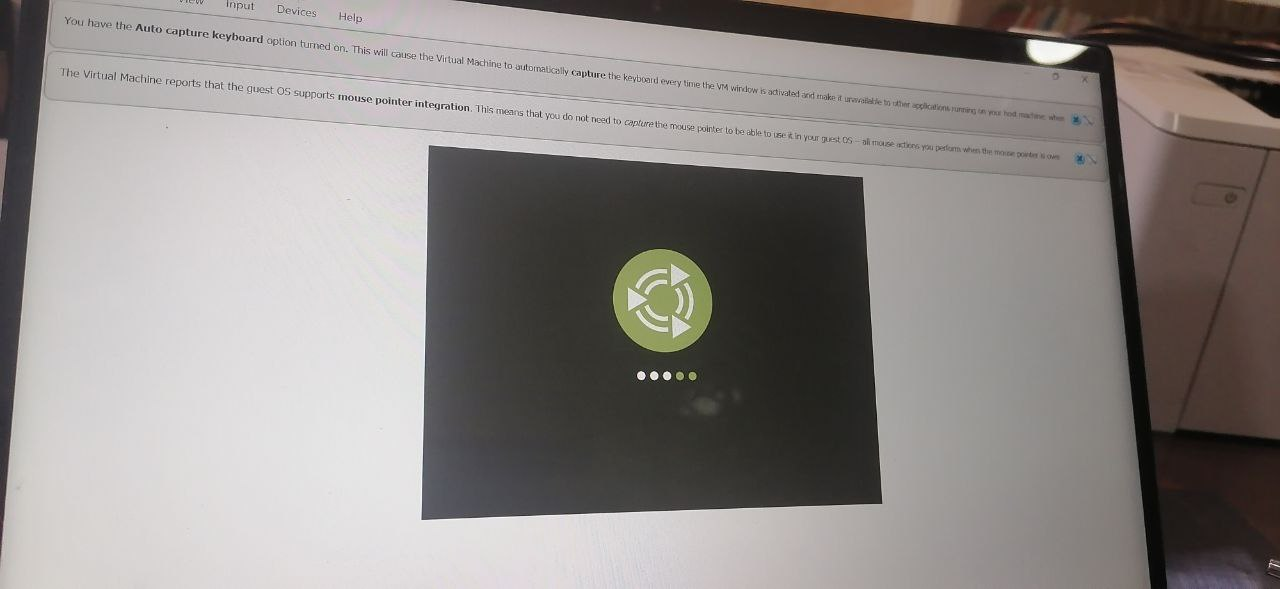 Input Devices Help
You have the Auto capture keyboard option turned on. This will cause the Virtual Machine to automatically capture the keyboard every time the VM window is activated and make it unavailable to other applications running on your host machine: when
The Virtual Machine reports that the guest OS supports mouse pointer integration. This means that you do not need to capture the mouse pointer to be able to use it in your guest OS -- all mouse actions you perform when the mouse pointer is over